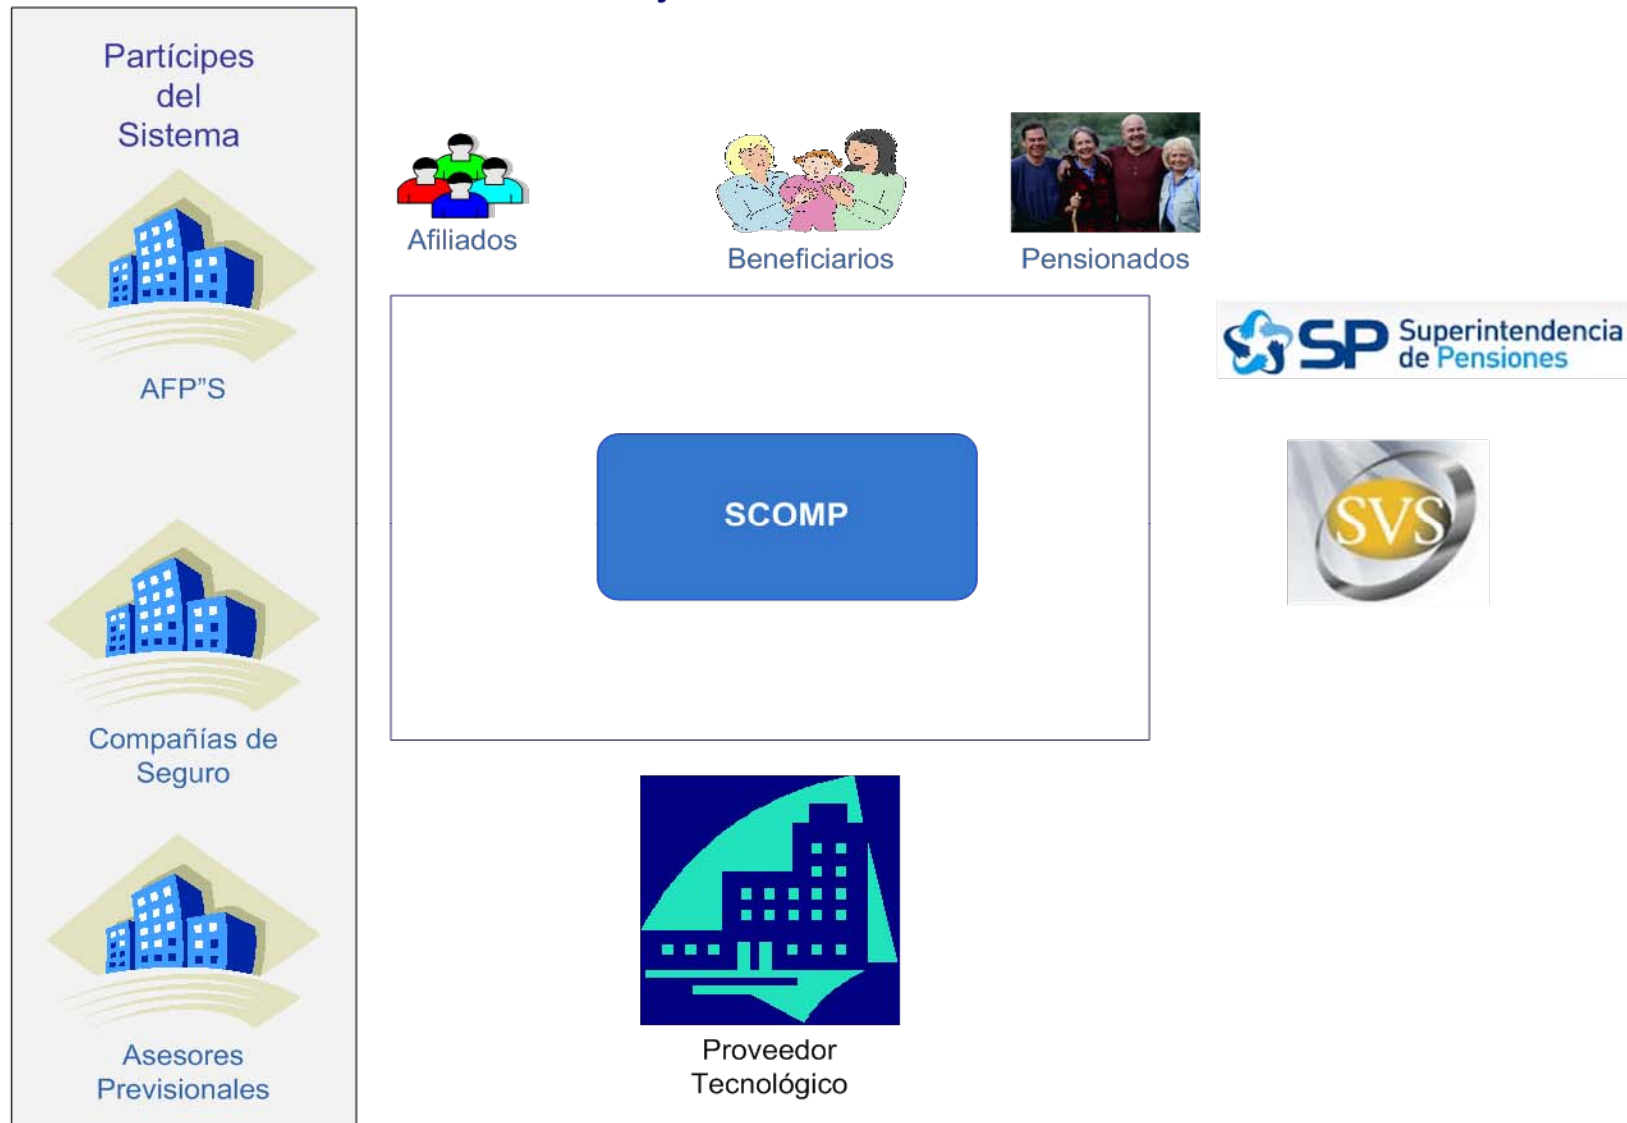 Partícipes
del
Sistema
AFP”S
Compañías de
Seguro
Asesores
Previsionales
Afiliados
Beneficiarios
Pensionados
SCOMP
Proveedor
Tecnológico
SP Superintendencia
de Pensiones
SVS